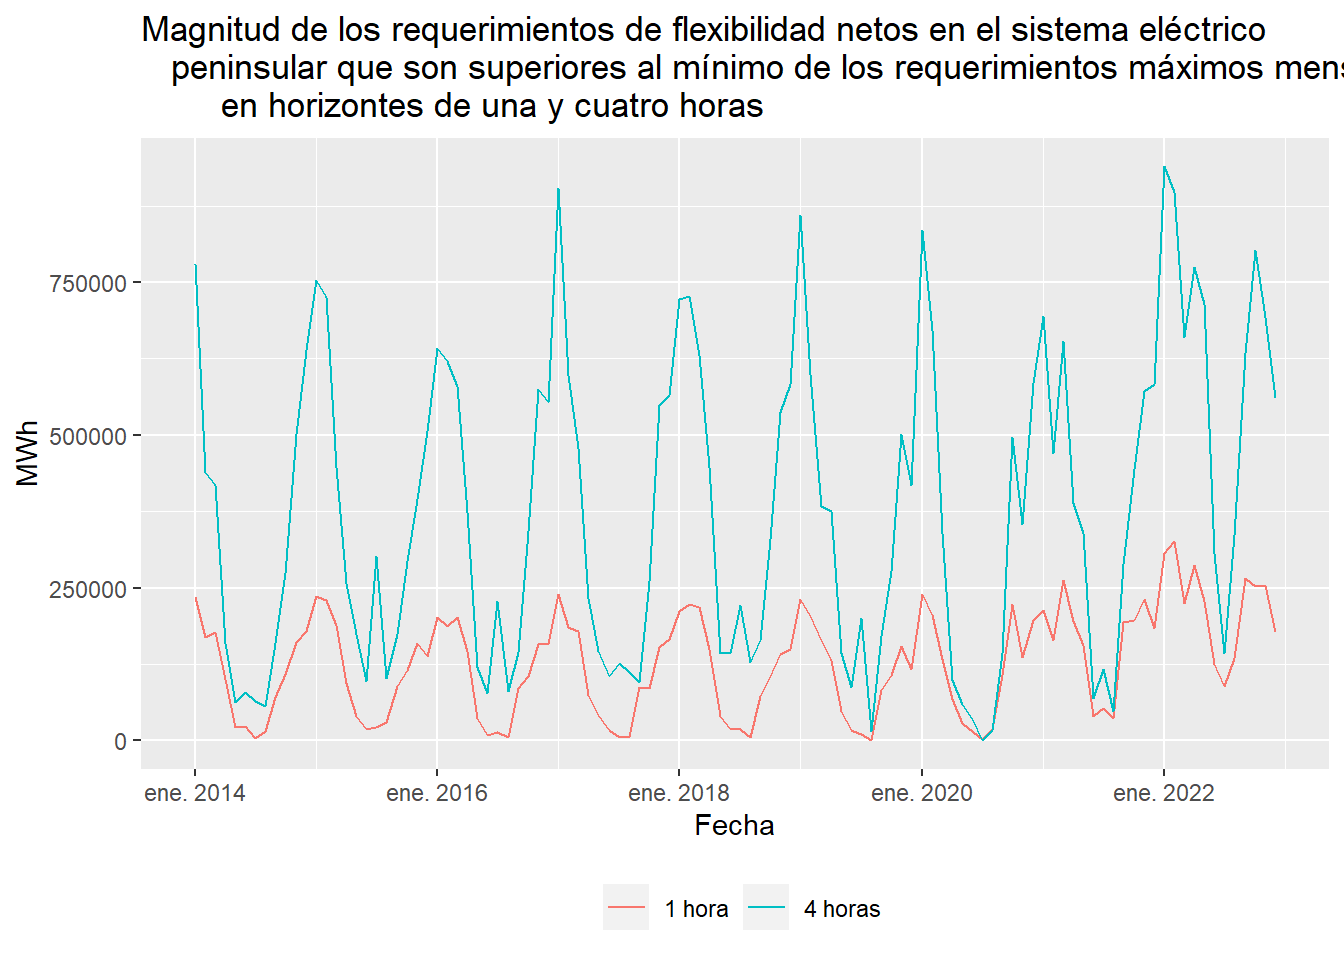 Magnitud de los requerimientos de flexibilidad netos en el sistema eléctrico
peninsular que son superiores al mínimo de los requerimientos máximos mens
en horizontes de una y cuatro horas
750000
500000
250000
0
MWh
ene. 2014
ene. 2016
ene. 2018
ene. 2020
ene. 2022
Fecha
1 hora
4 horas